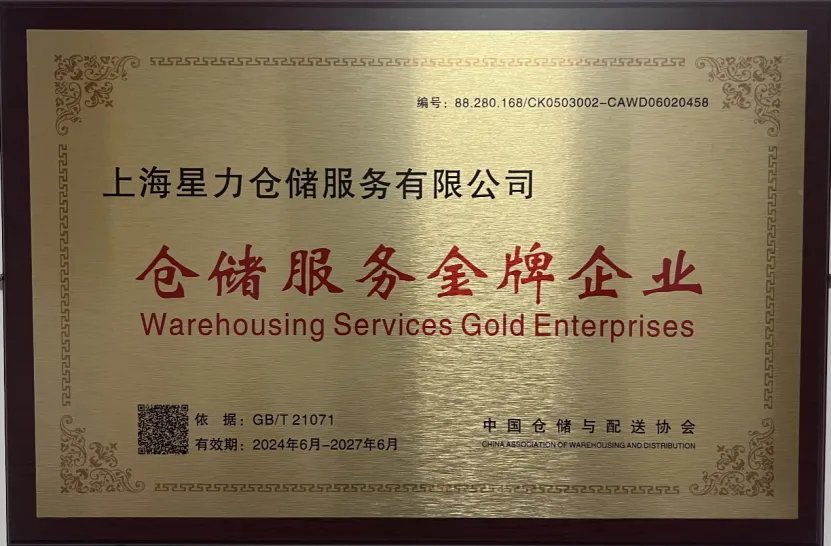 编号：88.280.168/CK0503002-CAWD06020458
上海星力仓储服务有限公司
仓储服务金牌企业
Warehousing Services Gold Enterprises
依 据：GB/T 21071
有效期：2024年6月-2027年6月
中国仓储与配送协会
CHINA ASSOCIATION OF WAREHOUSING AND DISTRIBUTION